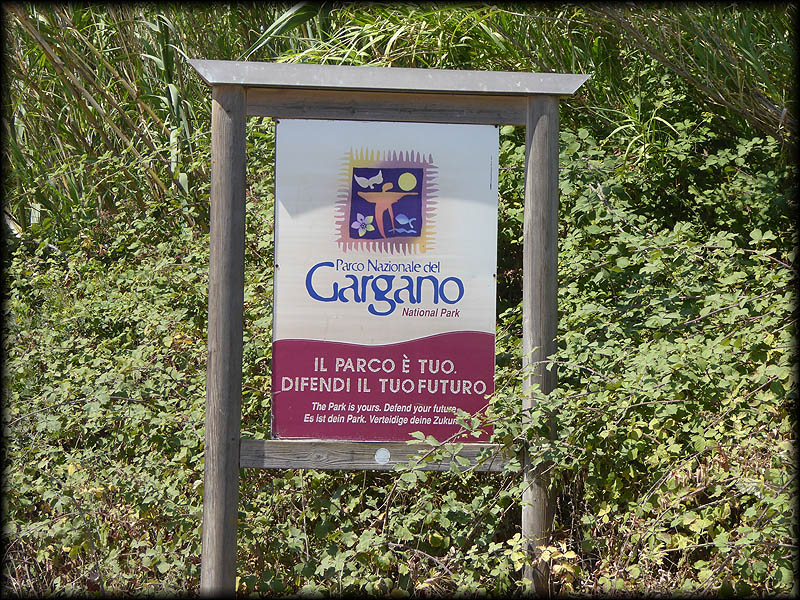 Parco Nazionale del
Gargano
National Park
IL PARCO È TUO.
DIFENDI IL TUO FUTURO
The Park is yours. Defend your future.
Es ist dein Park. Verteidige deine